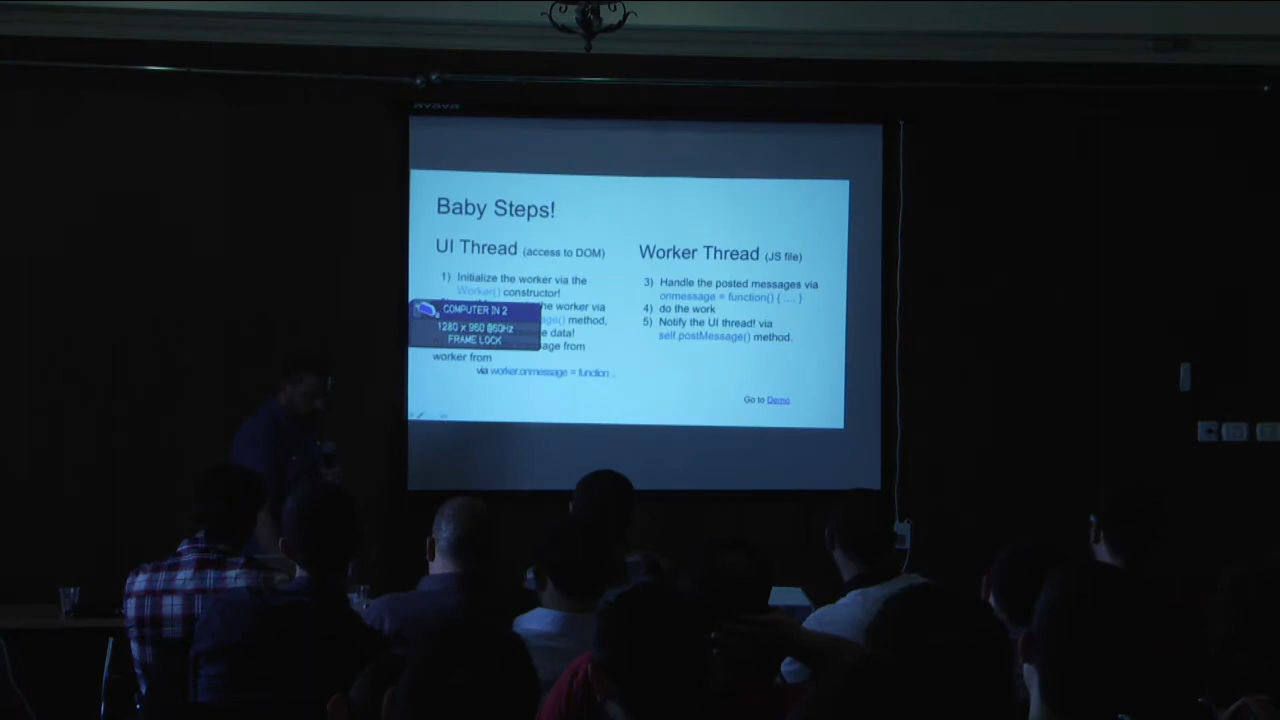 AVAYA
Baby Steps!
UI Thread (access to DOM)
1) Initialize the worker via the
Worker() constructor!
the worker via
method,
data!
from
worker from
via worker.onmessage = function ..
COMPUTER IN 2
1280 x 960 @60Hz
FRAME LOCK
Worker Thread (JS file)
3) Handle the posted messages via
onmessage = function() { .... }
4) do the work
5) Notify the UI thread! via
self.postMessage() method.
Go to Demo